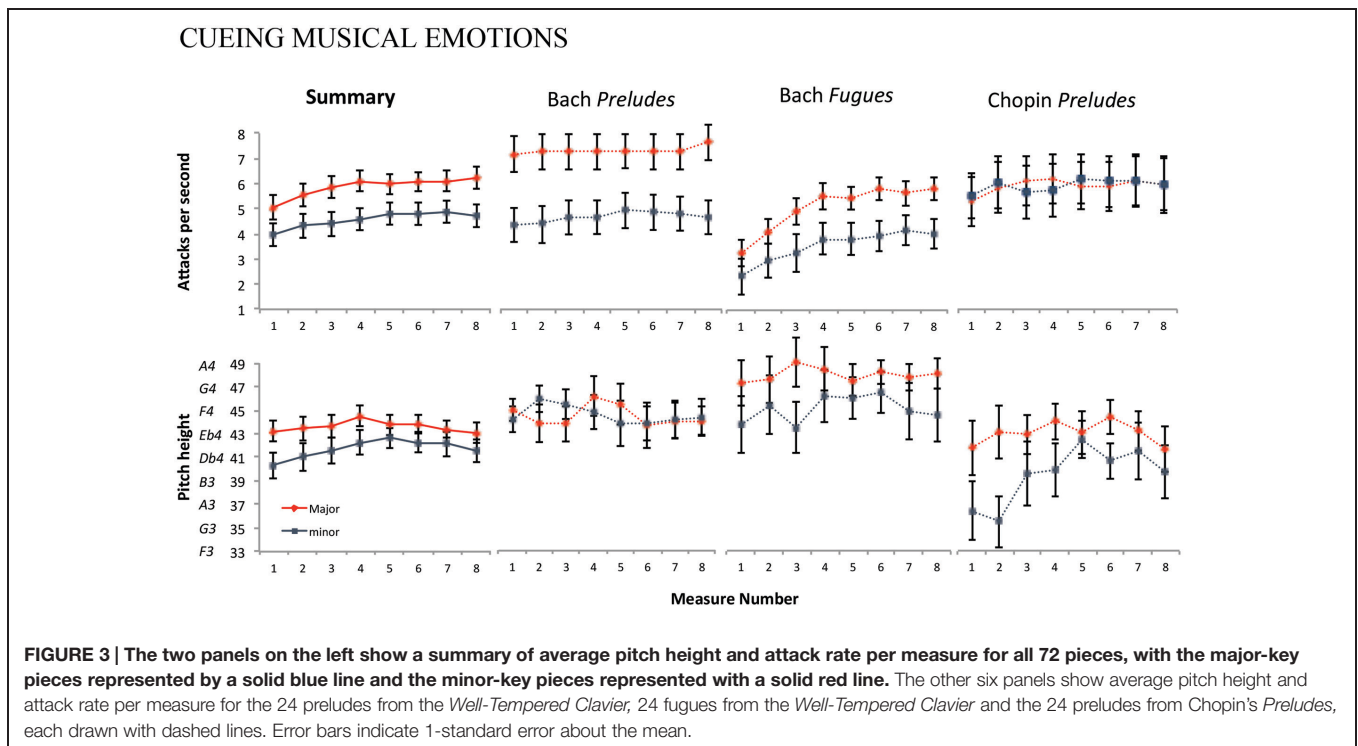 CUEING MUSICAL EMOTIONS
Summary
Bach Preludes
Bach Fugues
Chopin Preludes
Attacks per second
8
7
6
5
4
3
2
1
1 2 3 4 5 6 7 8
1 2 3 4 5 6 7 8
1 2 3 4 5 6 7 8
1 2 3 4 5 6 7 8
Pitch height
A4 49
G4 47
F4 45
Eb4 43
Db4 41
B3 39
A3 37
G3 35
F3 33
Major
minor
1 2 3 4 5 6 7 8
1 2 3 4 5 6 7 8
1 2 3 4 5 6 7 8
1 2 3 4 5 6 7 8
Measure Number
FIGURE 3 | The two panels on the left show a summary of average pitch height and attack rate per measure for all 72 pieces, with the major-key
pieces represented by a solid blue line and the minor-key pieces represented with a solid red line. The other six panels show average pitch height and
attack rate per measure for the 24 preludes from the Well-Tempered Clavier, 24 fugues from the Well-Tempered Clavier and the 24 preludes from Chopin's Preludes,
each drawn with dashed lines. Error bars indicate 1-standard error about the mean.